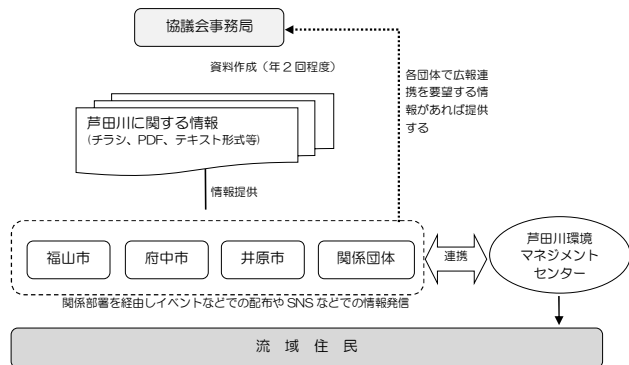 協議会事務局
資料作成（年２回程度）
各団体で広報連
携を要望する情
報があれば提供
する
芦田川に関する情報
(チラシ、PDF、テキスト形式等)
情報提供
福山市
府中市
井原市
関係団体
連携
芦田川環境
マネジメント
センター
関係部署を経由しイベントなどでの配布や SNS などでの情報発信
流　域　住　民